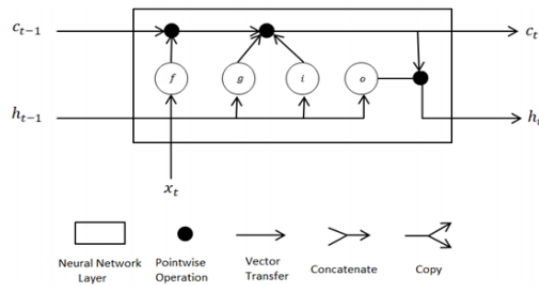 c_{t-1} c_t
f g i o
h_{t-1} h_t
x_t
Neural Network Layer
Pointwise Operation
Vector Transfer
Concatenate
Copy